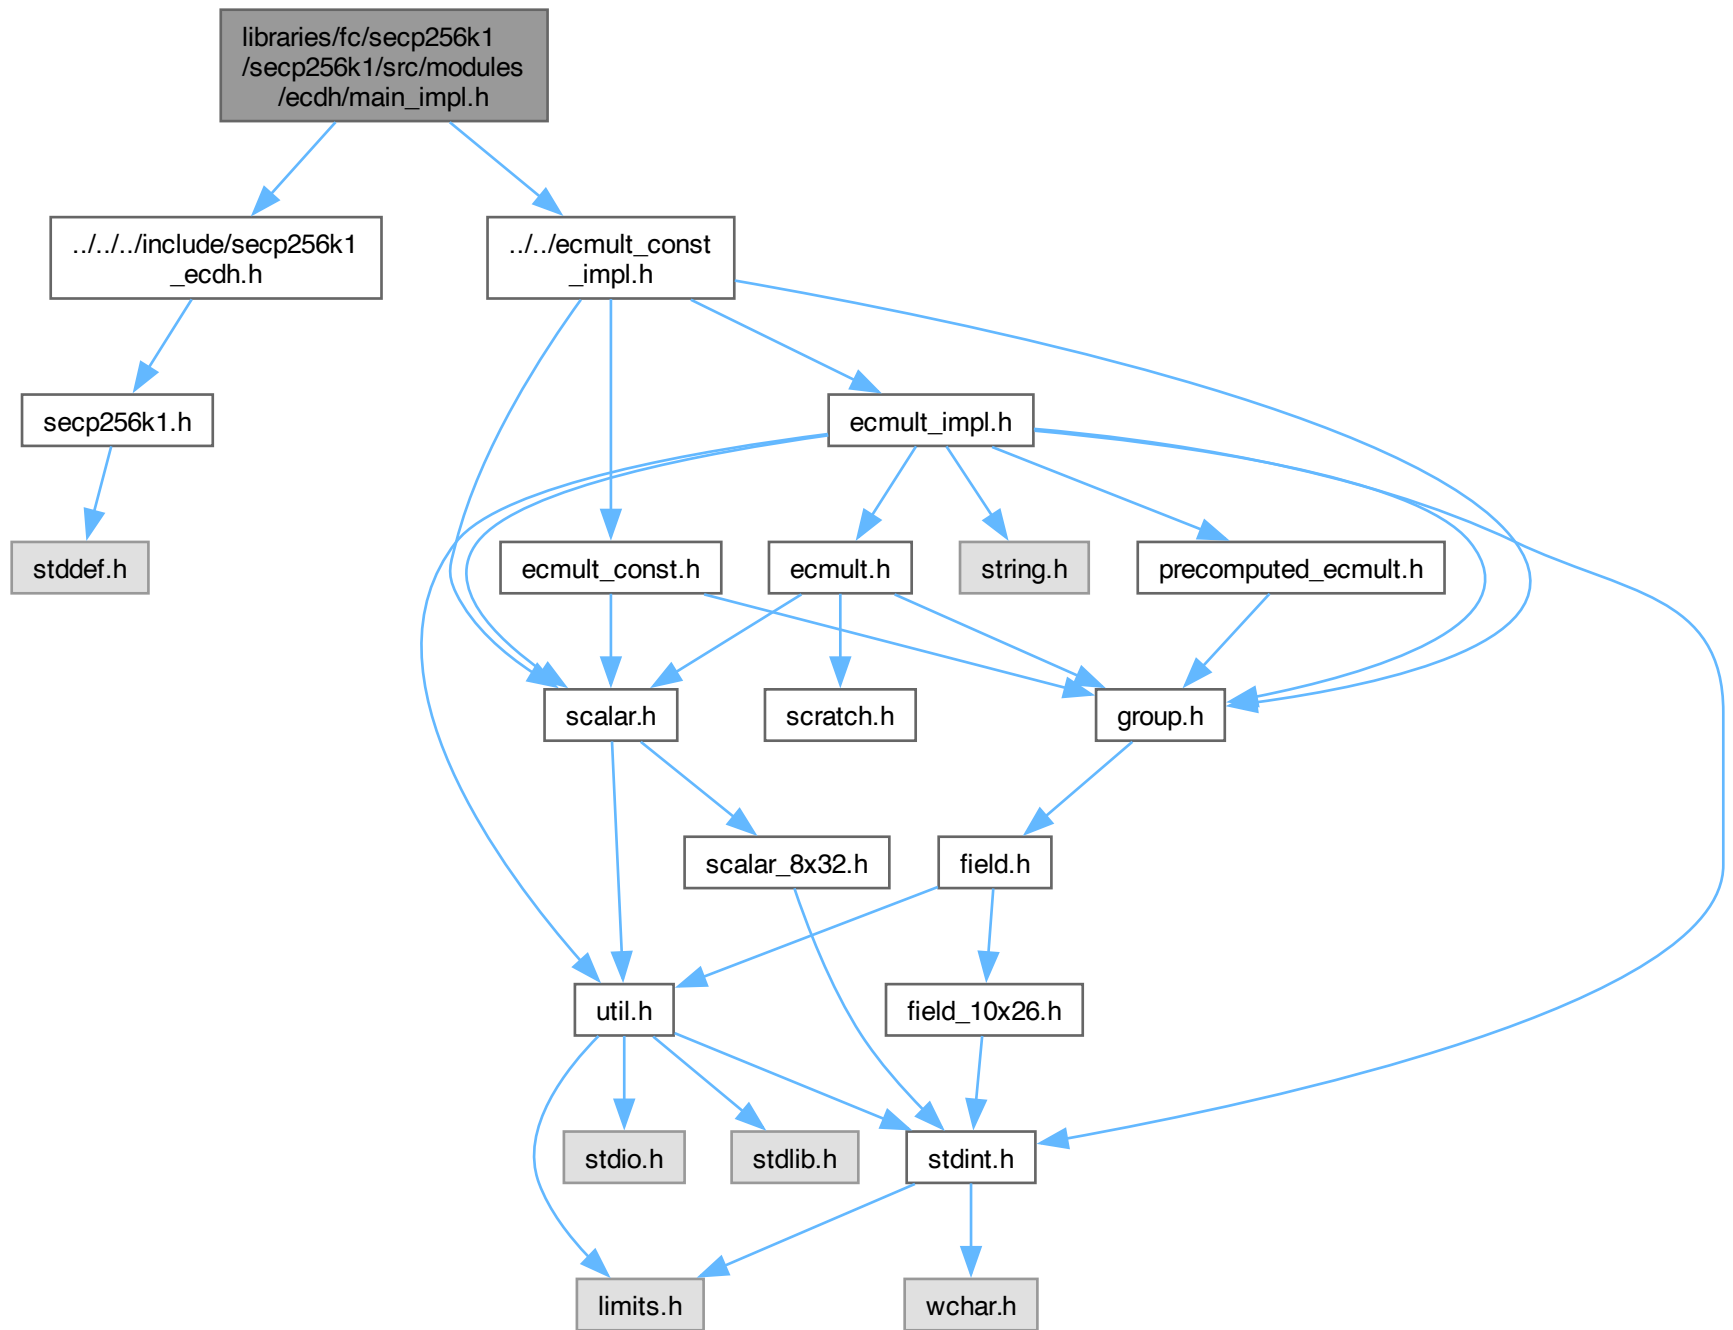 libraries/fc/secp256k1
/secp256k1/src/modules
/ecdh/main_impl.h
../../../include/secp256k1
_ecdh.h
../../ecmult_const
_impl.h
secp256k1.h
ecmult_impl.h
stddef.h
ecmult_const.h
ecmult.h
string.h
precomputed_ecmult.h
scalar.h
scratch.h
group.h
scalar_8x32.h
field.h
util.h
field_10x26.h
stdio.h
stdlib.h
stdint.h
limits.h
wchar.h